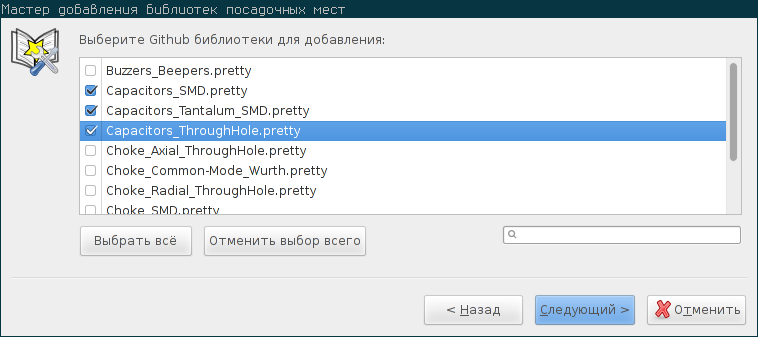 Мастер добавления библиотек посадочных мест
Выберите Github библиотеки для добавления:
Buzzers_Beepers.pretty
Capacitors_SMD.pretty
Capacitors_Tantalum_SMD.pretty
Capacitors_ThroughHole.pretty
Choke_Axial_ThroughHole.pretty
Choke_Common-Mode_Wurth.pretty
Choke_Radial_ThroughHole.pretty
Choke_SMD.pretty
Выбрать всё Отменить выбор всего
< Назад Следующий > Отменить